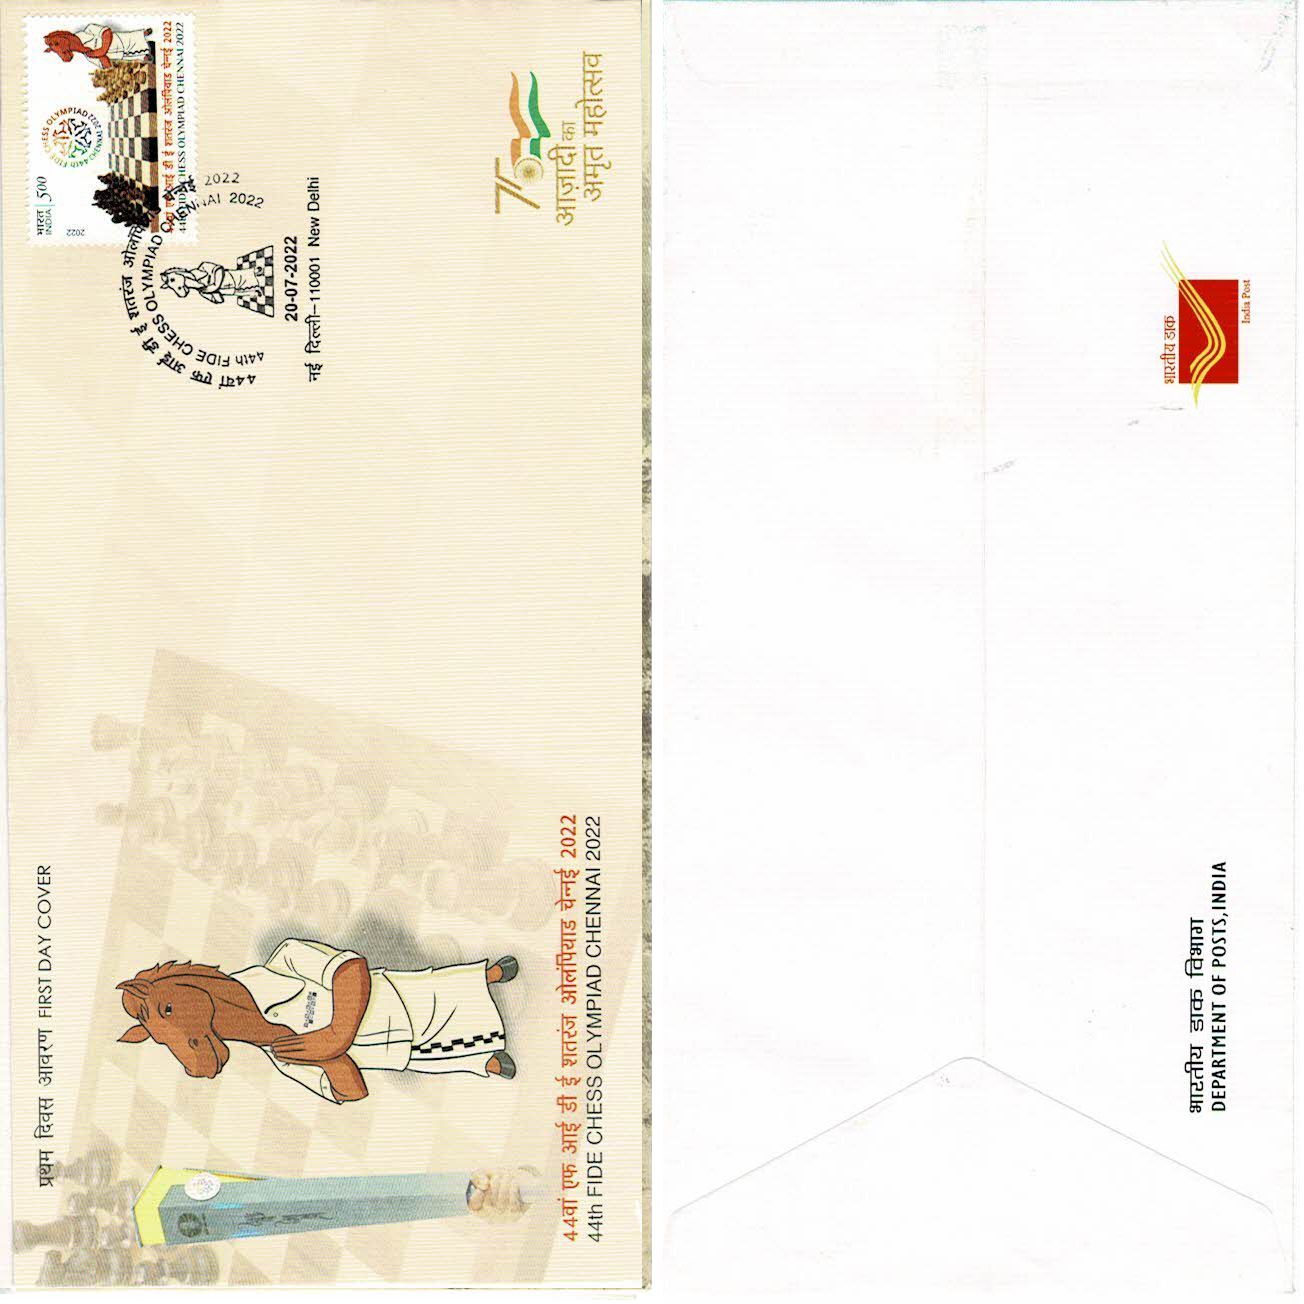 प्रथम दिवस आवरण FIRST DAY COVER
भारत
INDIA
500
2022
44th FIDE CHESS OLYMPIAD
CHENNAI 2022
44वां एफ आई डी ई शतरंज ओलंपियाड चेन्नई 2022
44th FIDE CHESS OLYMPIAD CHENNAI 2022
44वां एफ आई डी ई शतरंज ओलंपियाड चेन्नई 2022
44th FIDE CHESS OLYMPIAD CHENNAI 2022
20-07-2022
नई दिल्ली-110001 New Delhi
44वां एफ आई डी ई शतरंज ओलंपियाड चेन्नई 2022
44th FIDE CHESS OLYMPIAD CHENNAI 2022
75
आज़ादी का
अमृत महोत्सव
भारतीय डाक विभाग
DEPARTMENT OF POSTS, INDIA
भारतीय डाक
India Post